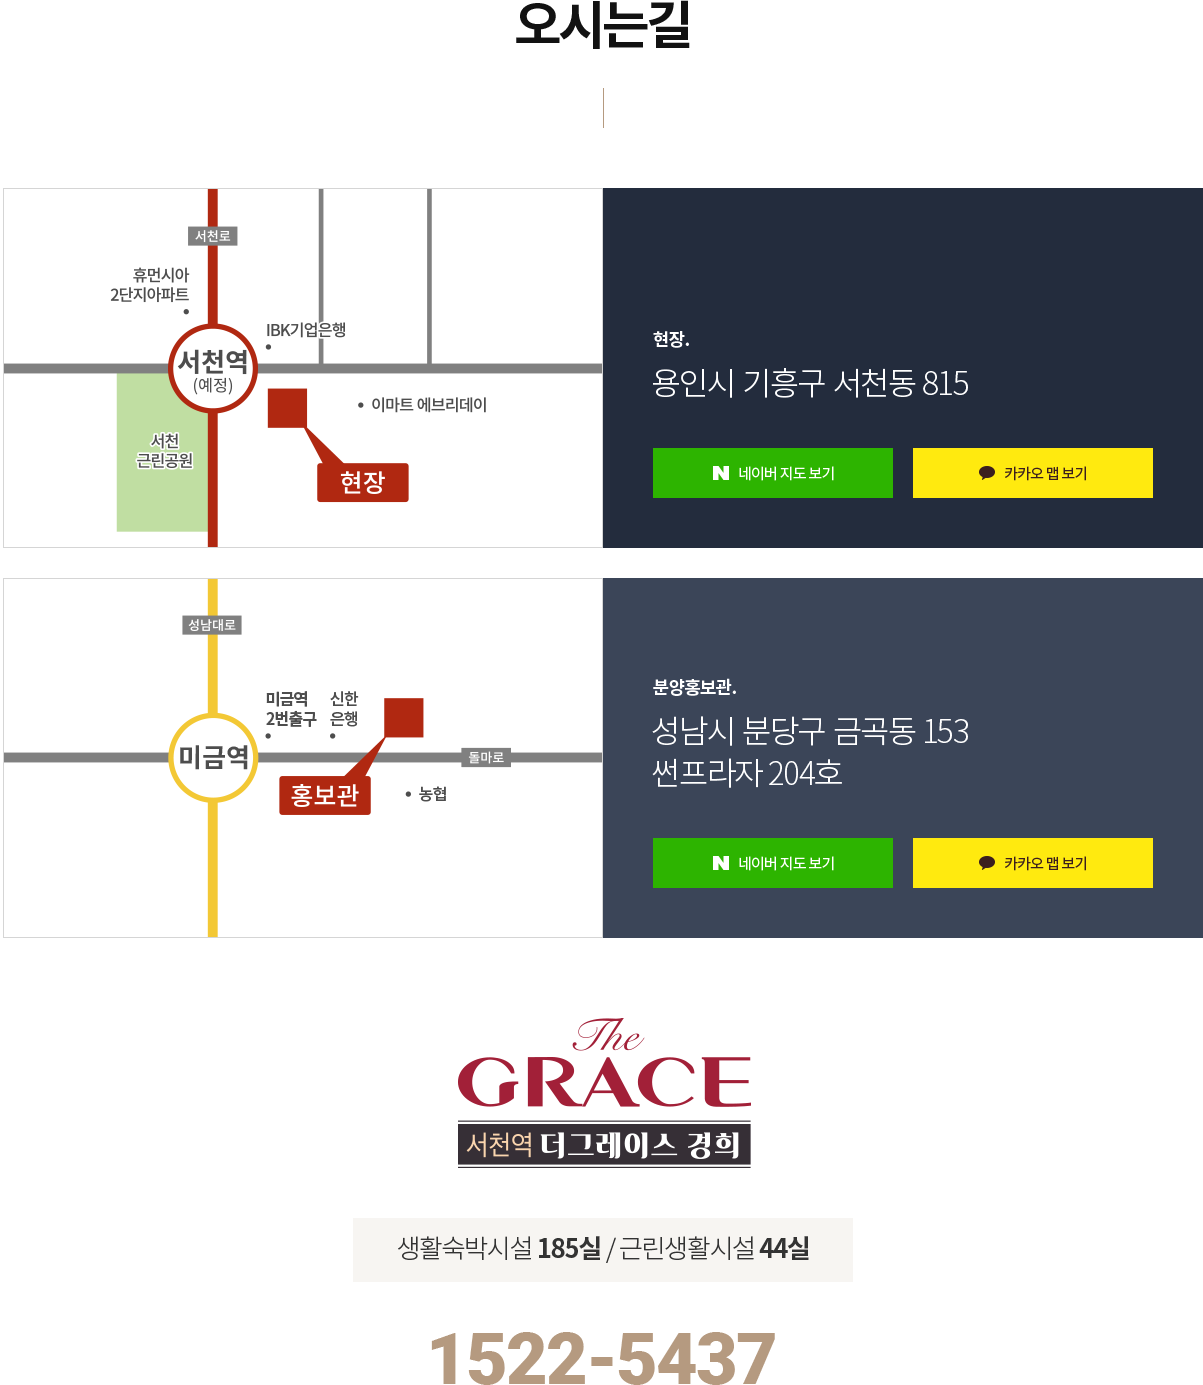 오시는길
서천로
휴먼시아
2단지아파트
IBK기업은행
서천역
(예정)
이마트 에브리데이
서천
근린공원
현장
현장.
용인시 기흥구 서천동 815
N 네이버 지도 보기
카카오 맵 보기
성남대로
미금역
2번출구
신한
은행
미금역
돌마로
홍보관
농협
분양홍보관.
성남시 분당구 금곡동 153
썬프라자 204호
N 네이버 지도 보기
카카오 맵 보기
The
GRACE
서천역 더그레이스 경희
생활숙박시설 185실 / 근린생활시설 44실
1522-5437